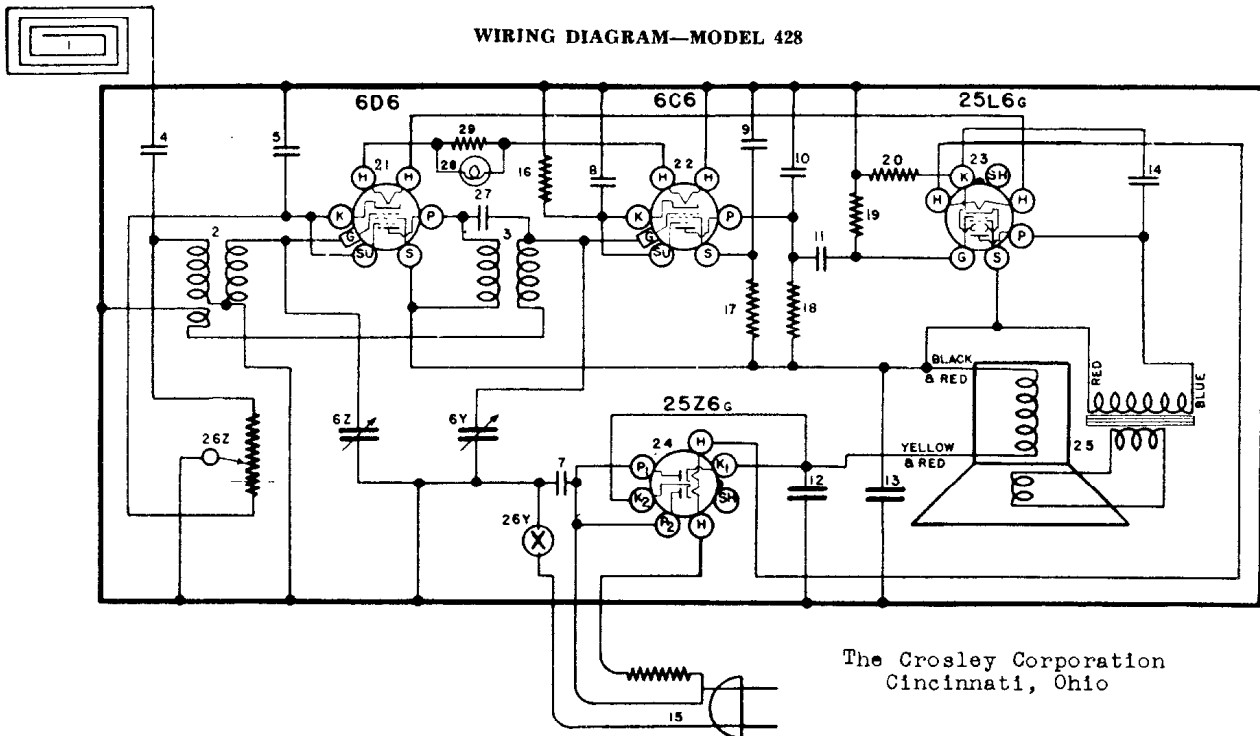 1
WIRING DIAGRAM—MODEL 428
6D6
6C6
25L6G
4
5
29
28
16
8
9
10
20
14
21
22
23
H H
H H
K SH
H H
27
19
K P
K P
P
2
G
3
G
11
SU S
SU S
G S
17
18
BLACK
& RED
RED
BLUE
25Z6G
6Z
6Y
24
H
YELLOW
& RED
25
26Z
7
P1
K1
12
13
K2
SH
26Y
P2
H
X
The Crosley Corporation
Cincinnati, Ohio
15